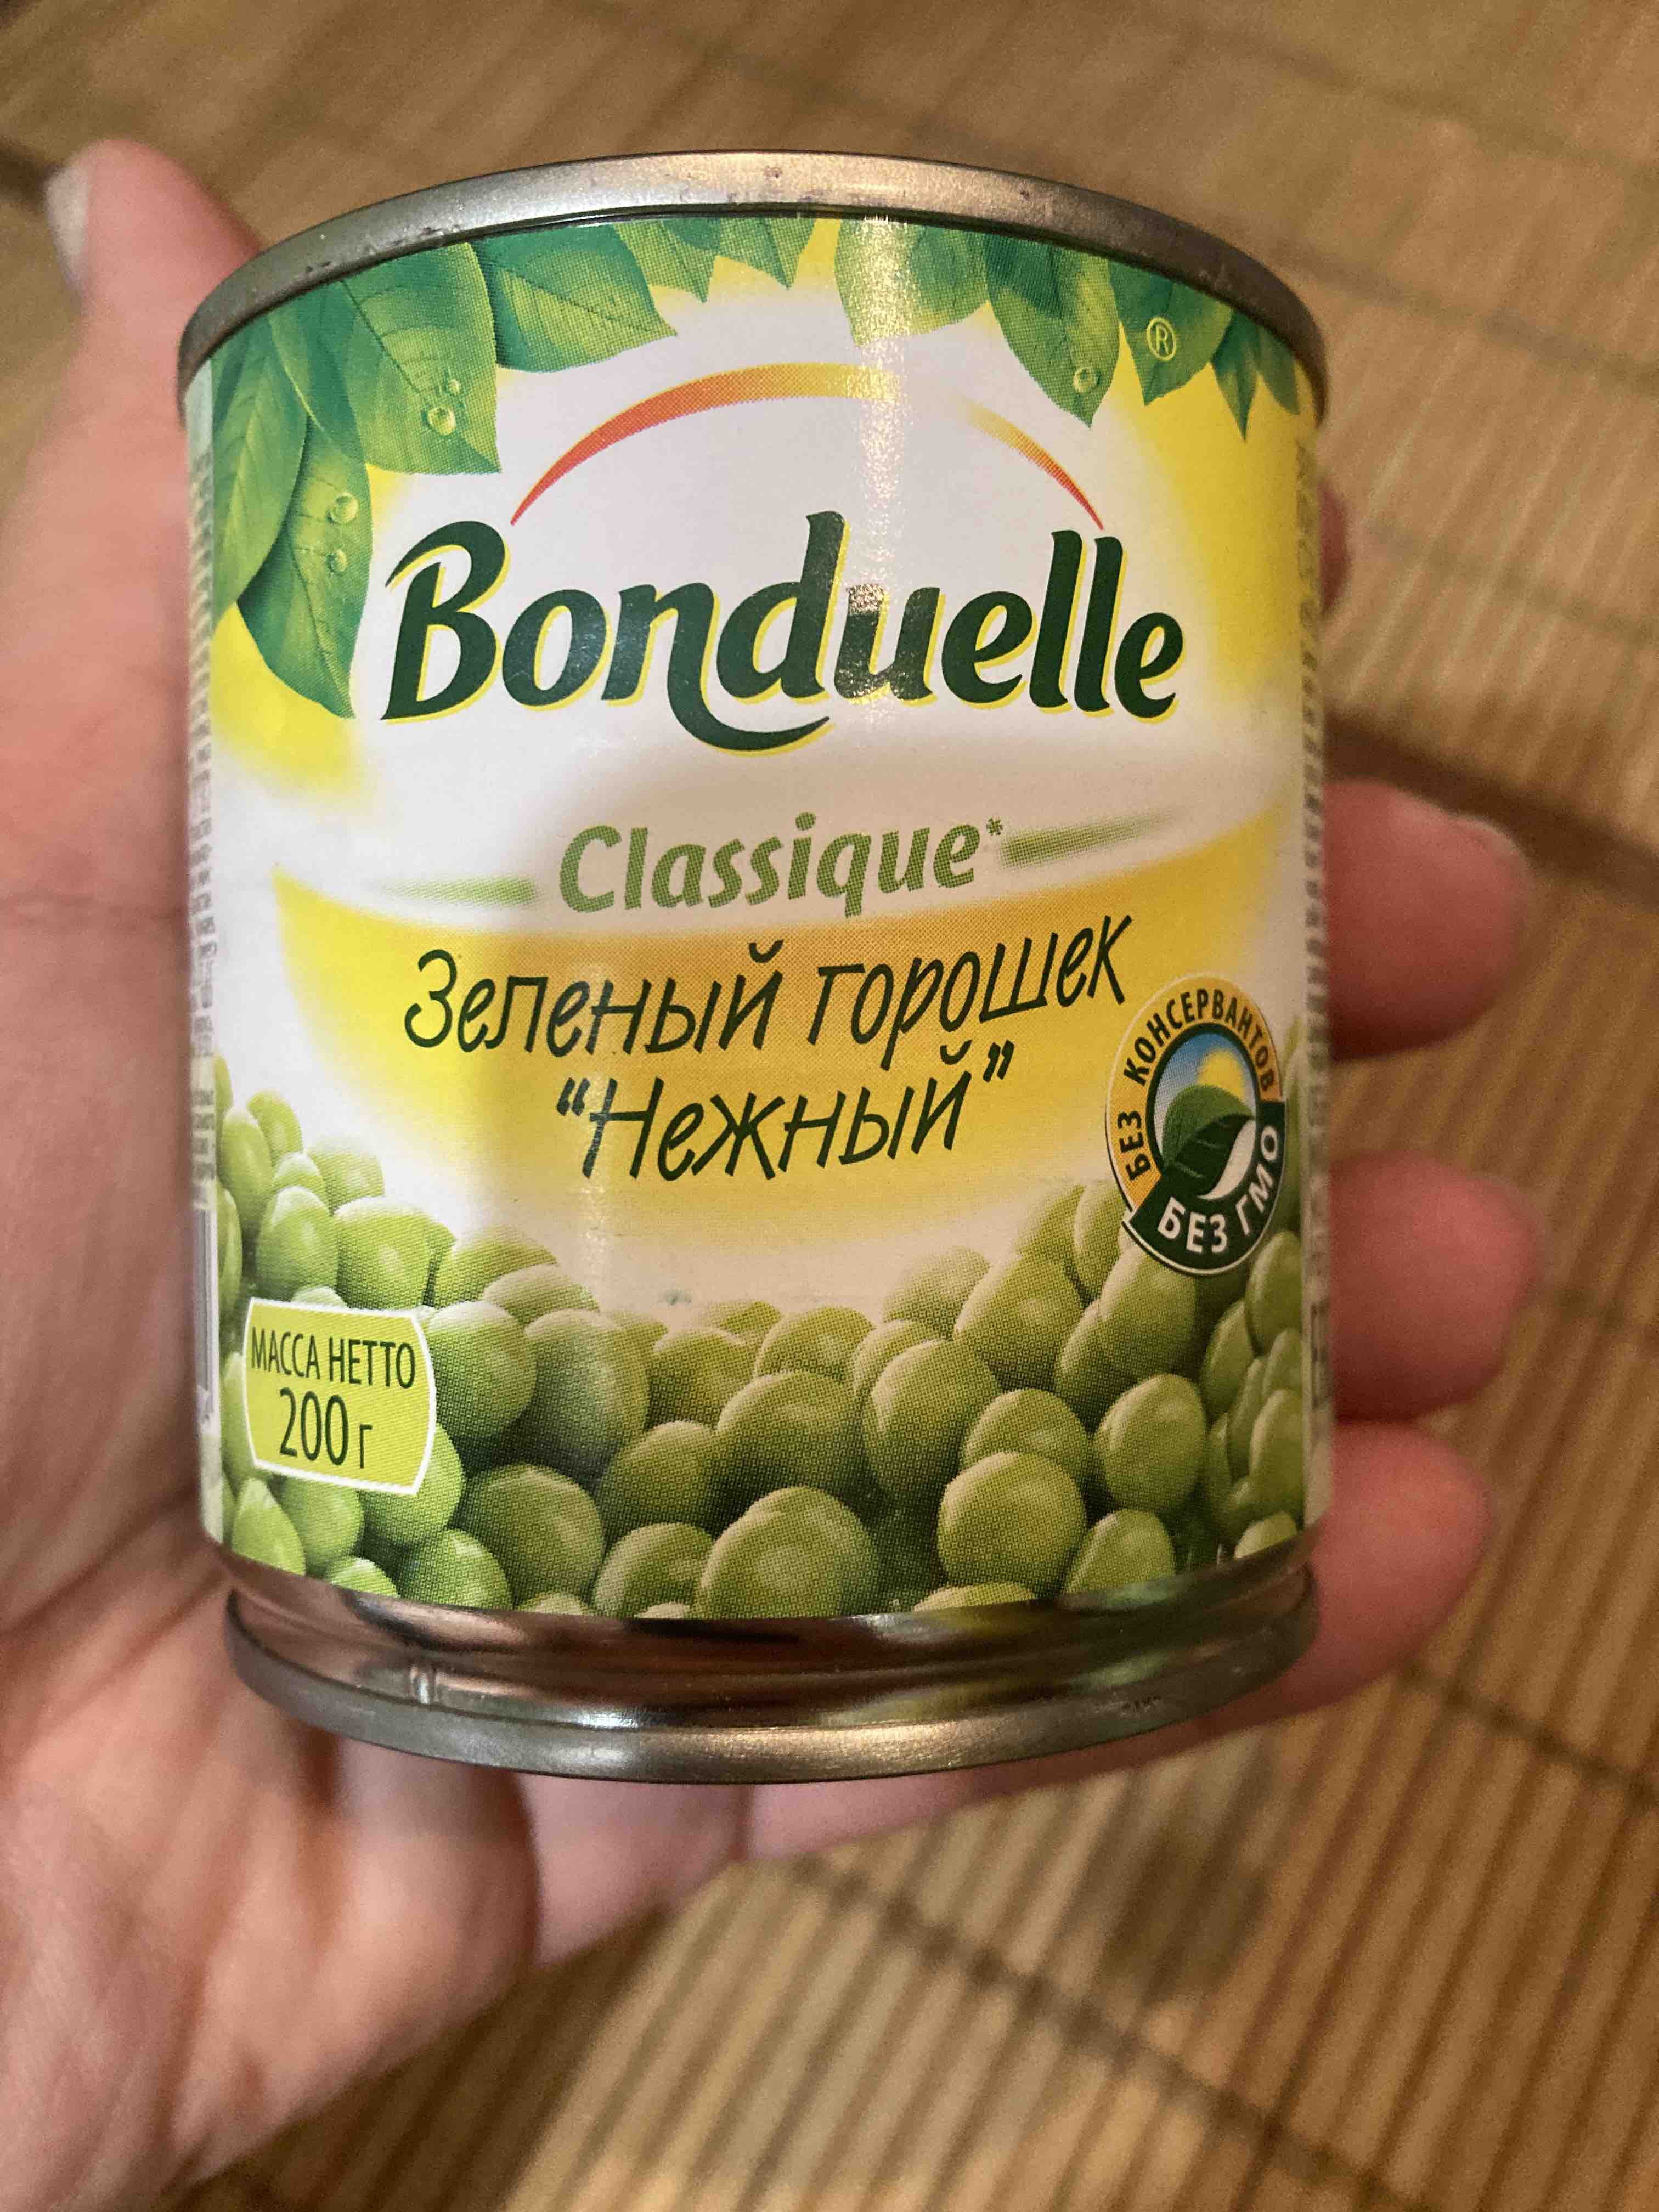 ®
Bonduelle
Classique*
Зеленый горошек
“Нежный”
БЕЗ КОНСЕРВАНТОВ
БЕЗ ГМО
МАССА НЕТТО
200 г